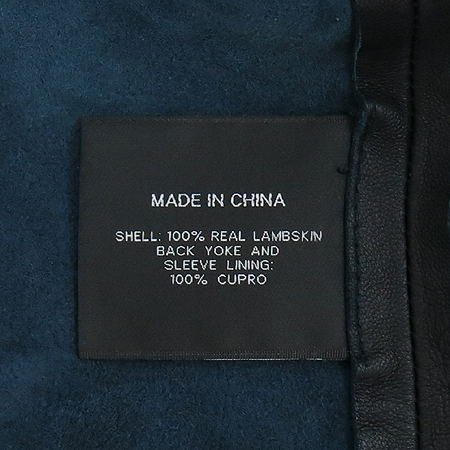 MADE IN CHINA
SHELL: 100% REAL LAMBSKIN
BACK YOKE AND
SLEEVE LINING:
100% CUPRO